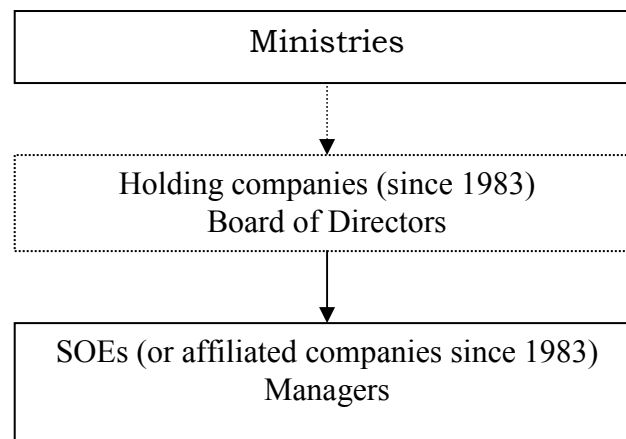 Ministries
Holding companies (since 1983)
Board of Directors
SOEs (or affiliated companies since 1983)
Managers